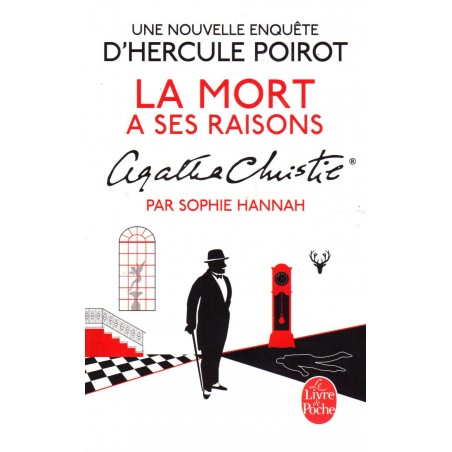 UNE NOUVELLE ENQUÊTE
D'HERCULE POIROT
LA MORT
A SES RAISONS
Agatha Christie®
PAR SOPHIE HANNAH
Le
Livre
de
Poche